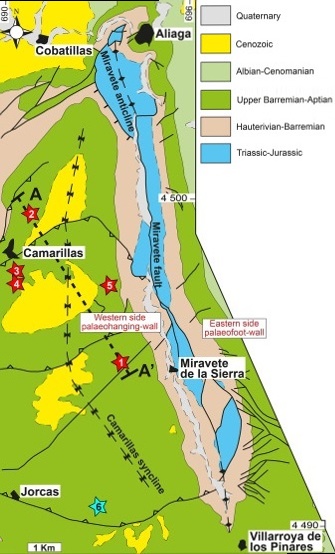 690
696
N
Cobatillas
Aliaga
Miravete anticline
A
2
4 500
Camarillas
3
4
5
Miravete fault
Western side
palaeohanging-wall
Eastern side
palaeofoot-wall
1
A'
Miravete
de la Sierra
Camarillas syncline
Jorcas
6
1 Km
4 490
Villarroya de
los Pinares
Quaternary
Cenozoic
Albian-Cenomanian
Upper Barremian-Aptian
Hauterivian-Barremian
Triassic-Jurassic